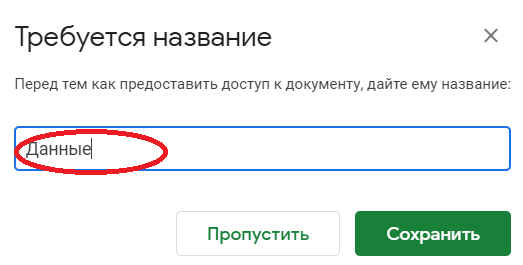 Требуется название
Перед тем как предоставить доступ к документу, дайте ему название:
Данные
Пропустить
Сохранить